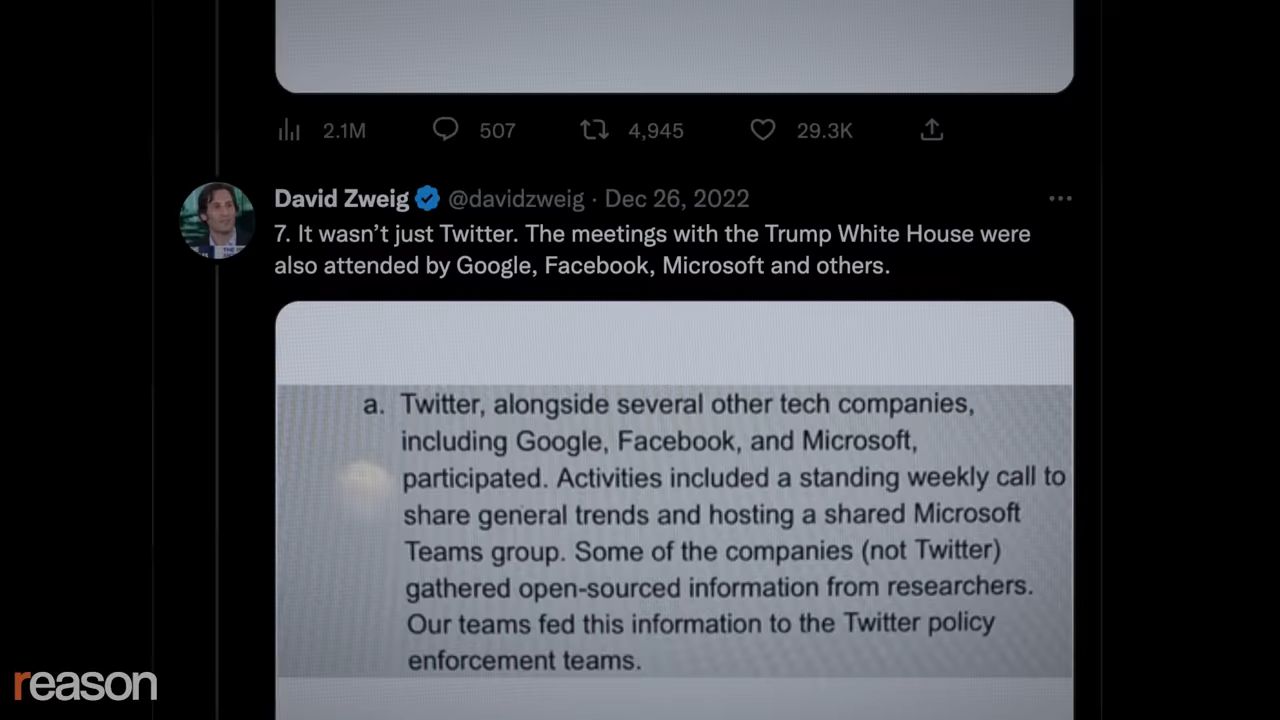 2.1M 507 4,945 29.3K
David Zweig @davidzweig · Dec 26, 2022
7. It wasn’t just Twitter. The meetings with the Trump White House were
also attended by Google, Facebook, Microsoft and others.
a. Twitter, alongside several other tech companies,
including Google, Facebook, and Microsoft,
participated. Activities included a standing weekly call to
share general trends and hosting a shared Microsoft
Teams group. Some of the companies (not Twitter)
gathered open-sourced information from researchers.
Our teams fed this information to the Twitter policy
enforcement teams.
reason